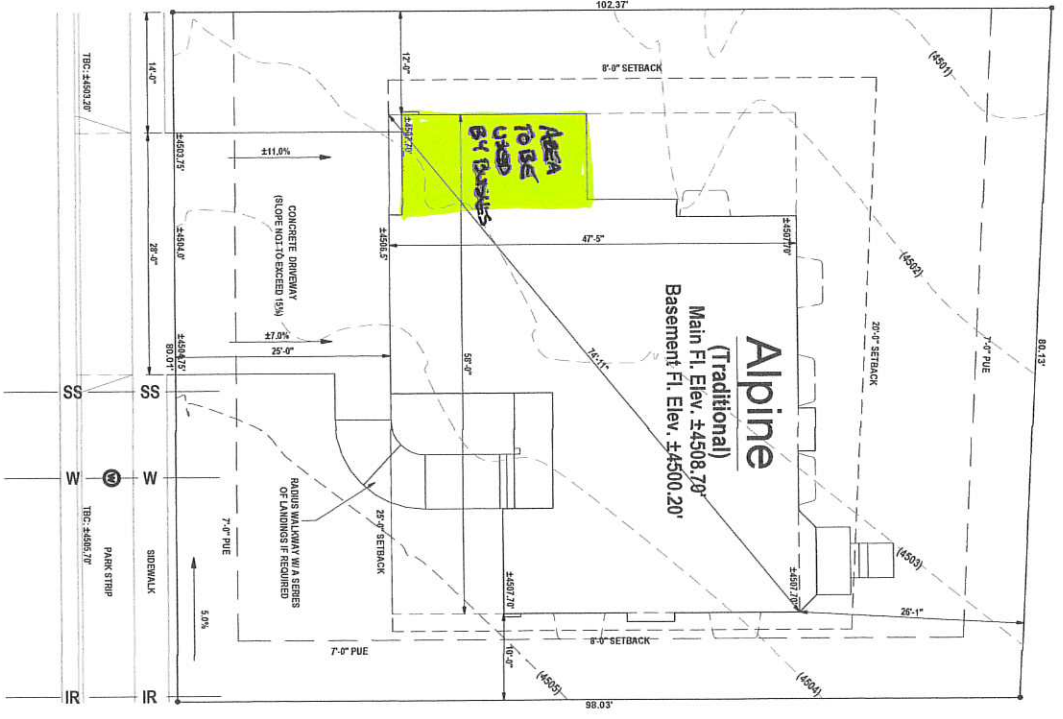 102.37'
14'-0"
TBC: ±4503.20'
12'-0"
8'-0" SETBACK
(4501)
AREA
TO BE
USED
BY BUSINES
±4507.70'
±4503.75'
±11.0%
CONCRETE DRIVEWAY
(SLOPE NOT TO EXCEED 15%)
±4504.0'
28'-0"
±4506.5'
47'-5"
±4507.70'
(4502)
Alpine
(Traditional)
Main Fl. Elev. ±4508.70'
Basement Fl. Elev. ±4500.20'
20'-0" SETBACK
7'-0" PUE
80.13'
±7.0%
25'-0"
±4504.75'
80.01'
58'-0"
74'-11"
SS
SS
W
W
W
RADIUS WALKWAY W/ A SERIES
OF LANDINGS IF REQUIRED
25'-0" SETBACK
7'-0" PUE
TBC: ±4505.70'
PARK STRIP
SIDEWALK
5.0%
±4507.70'
±4507.70'
(4503)
26'-1"
7'-0" PUE
10'-0"
8'-0" SETBACK
(4505)
(4504)
IR
IR
98.03'